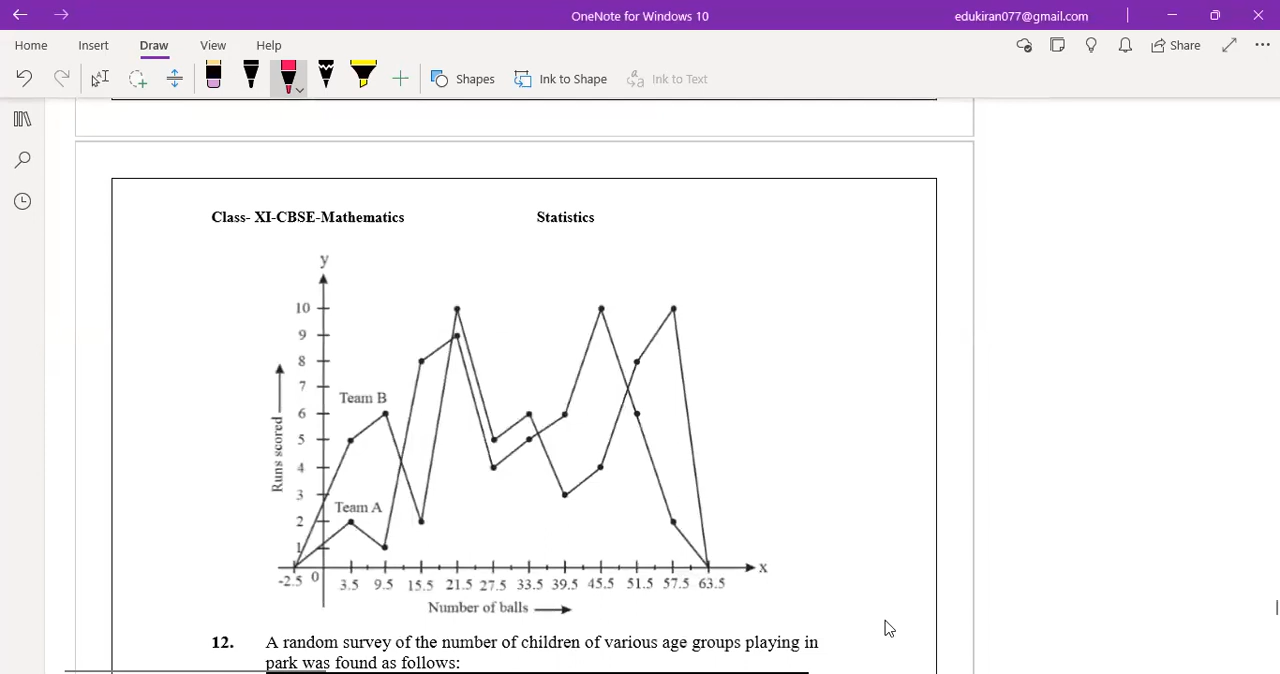 OneNote for Windows 10
edukiran077@gmail.com
Home Insert Draw View Help
Share
Shapes
Ink to Shape
Ink to Text
Class- XI-CBSE-Mathematics Statistics
y
10
9
8
7
6
5
4
3
2
1
Runs scored
Team B
Team A
-2.5 0 3.5 9.5 15.5 21.5 27.5 33.5 39.5 45.5 51.5 57.5 63.5
x
Number of balls
12. A random survey of the number of children of various age groups playing in
park was found as follows: